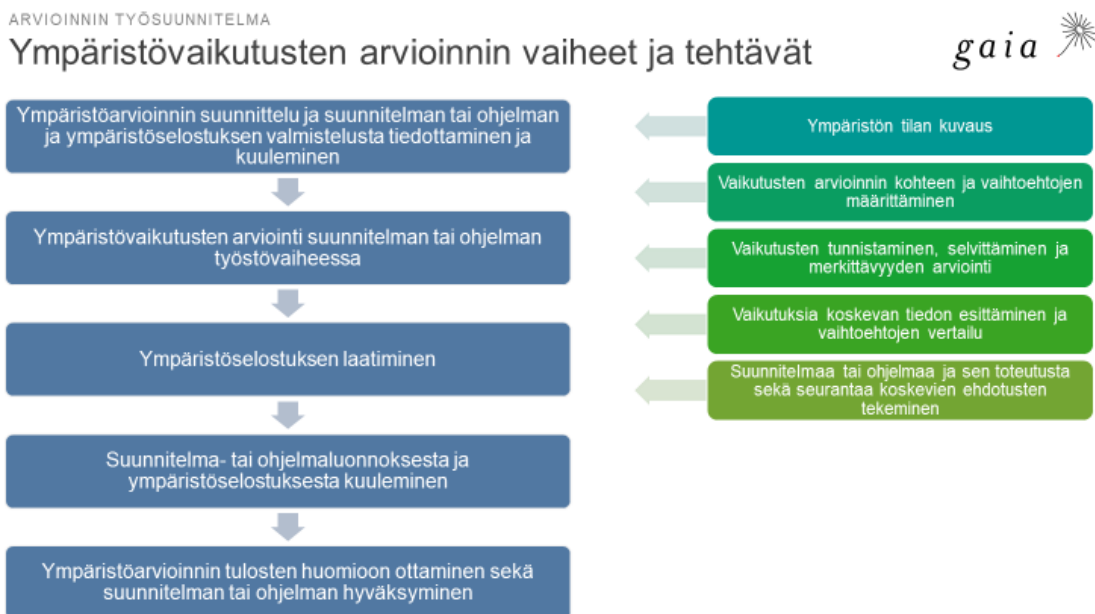 ARVIOINNIN TYÖSUUNNITELMA
Ympäristövaikutusten arvioinnin vaiheet ja tehtävät
gaia
Ympäristöarvioinnin suunnittelu ja suunnitelman tai ohjelman
ja ympäristöselostuksen valmistelusta tiedottaminen ja
kuuleminen
Ympäristövaikutusten arviointi suunnitelman tai ohjelman
työstövaiheessa
Ympäristöselostuksen laatiminen
Suunnitelma- tai ohjelmaluonnoksesta ja
ympäristöselostuksesta kuuleminen
Ympäristöarvioinnin tulosten huomioon ottaminen sekä
suunnitelman tai ohjelman hyväksyminen
Ympäristön tilan kuvaus
Vaikutusten arvioinnin kohteen ja vaihtoehtojen
määrittäminen
Vaikutusten tunnistaminen, selvittäminen ja
merkittävyyden arviointi
Vaikutuksia koskevan tiedon esittäminen ja
vaihtoehtojen vertailu
Suunnitelmaa tai ohjelmaa ja sen toteutusta
sekä seurantaa koskevien ehdotusten
tekeminen